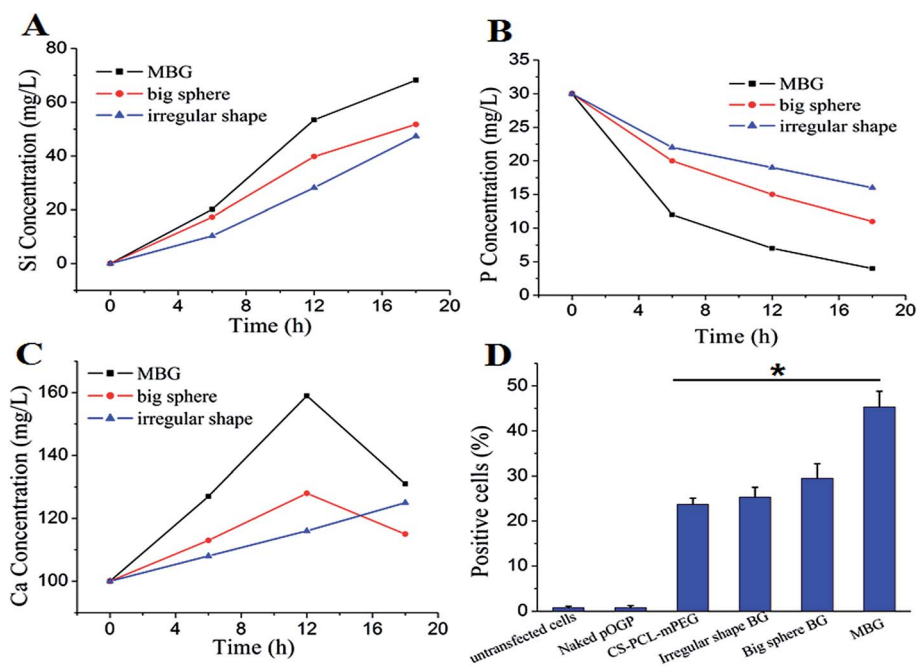 A
Si Concentration (mg/L)
80
60
40
20
0
MBG
big sphere
irregular shape
0 4 8 12 16 20
Time (h)
B
P Concentration (mg/L)
35
30
25
20
15
10
5
0
MBG
big sphere
irregular shape
0 4 8 12 16 20
Time (h)
C
Ca Concentration (mg/L)
160
140
120
100
MBG
big sphere
irregular shape
0 4 8 12 16 20
Time (h)
D
Positive cells (%)
50
40
30
20
10
0
*
untransfected cells
Naked pOGP
CS-PCL-mPEG
Irregular shape BG
Big sphere BG
MBG